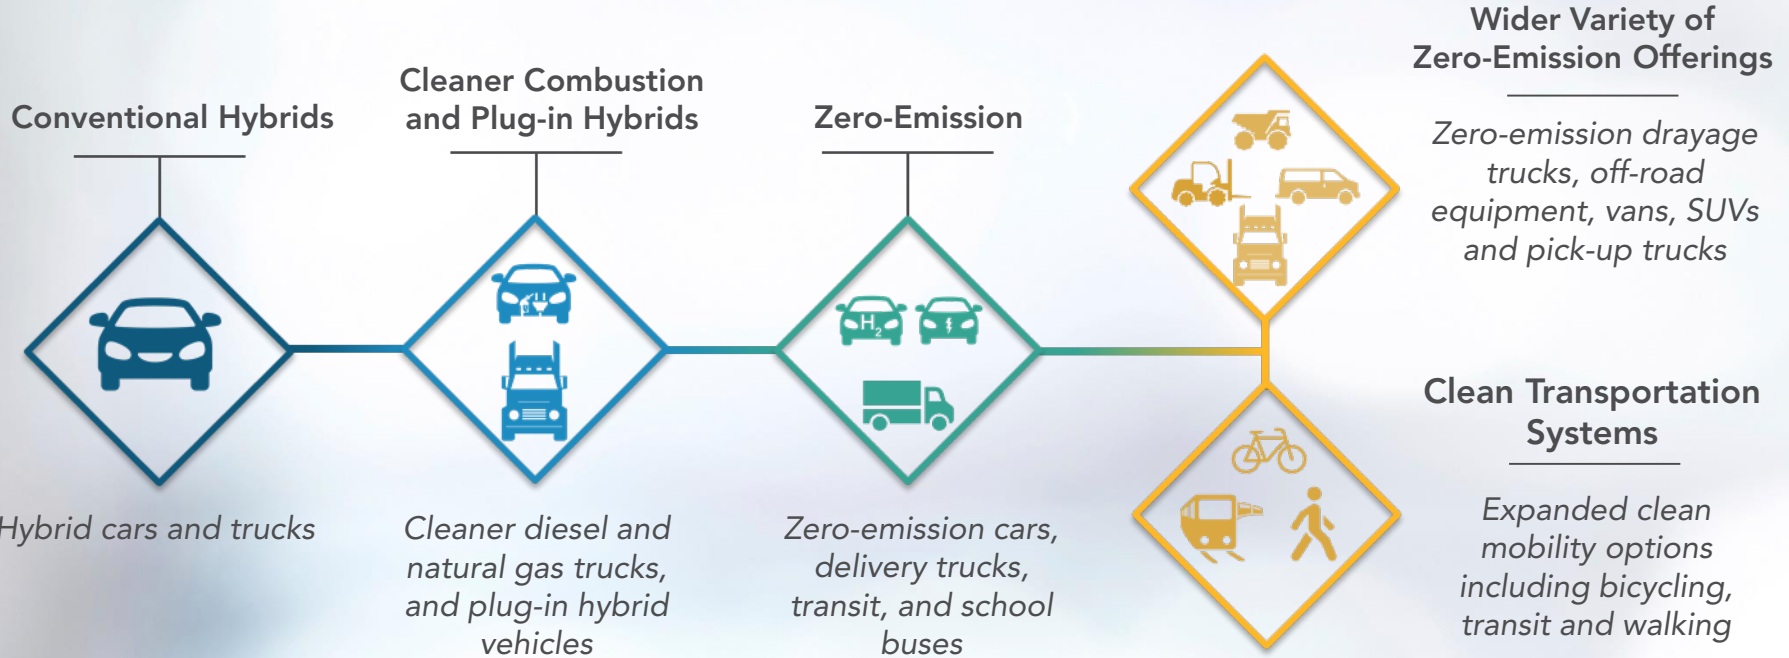 Conventional Hybrids
Hybrid cars and trucks
Cleaner Combustion
and Plug-in Hybrids
Cleaner diesel and
natural gas trucks,
and plug-in hybrid
vehicles
Zero-Emission
H2
Zero-emission cars,
delivery trucks,
transit, and school
buses
Wider Variety of
Zero-Emission Offerings
Zero-emission drayage
trucks, off-road
equipment, vans, SUVs
and pick-up trucks
Clean Transportation
Systems
Expanded clean
mobility options
including bicycling,
transit and walking